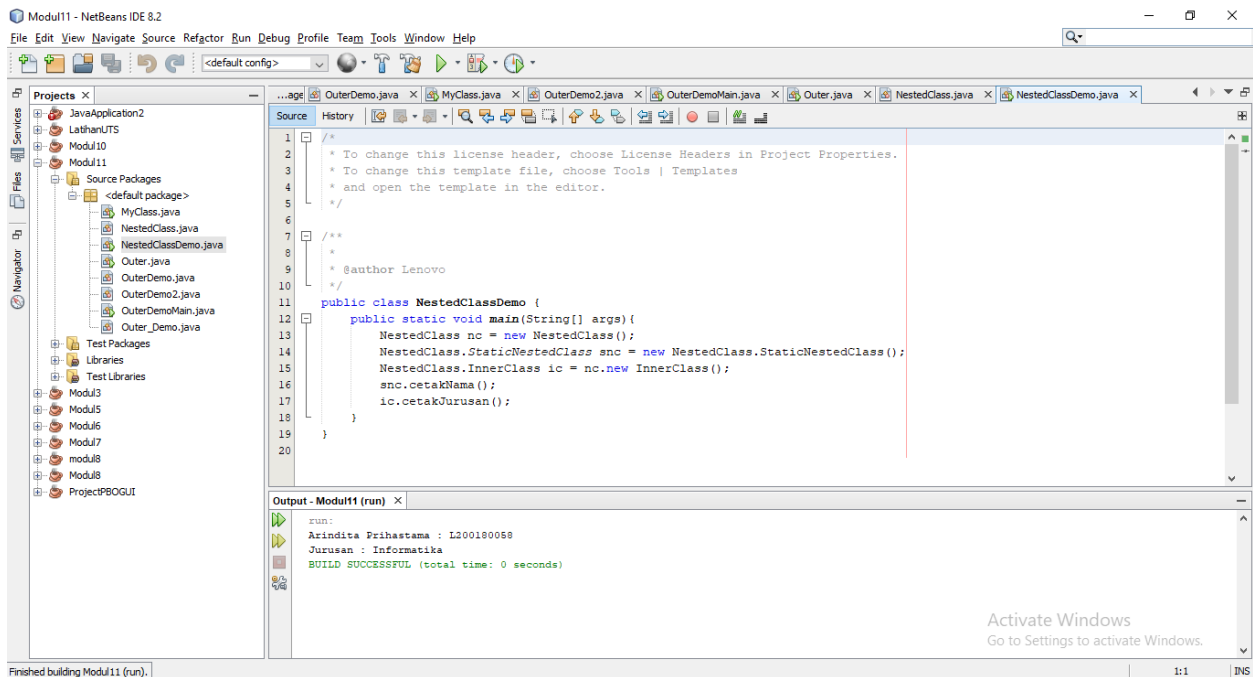 Modul11 - NetBeans IDE 8.2
File Edit View Navigate Source Refactor Run Debug Profile Team Tools Window Help
<default config>
Projects
...age OuterDemo.java MyClass.java OuterDemo2.java OuterDemoMain.java Outer.java NestedClass.java NestedClassDemo.java
Services
Files
Navigator
JavaApplication2
LatihanUTS
Modul10
Modul11
Source Packages
<default package>
MyClass.java
NestedClass.java
NestedClassDemo.java
Outer.java
OuterDemo.java
OuterDemo2.java
OuterDemoMain.java
Outer_Demo.java
Test Packages
Libraries
Test Libraries
Modul3
Modul5
Modul6
Modul7
modul8
Modul8
ProjectPBOGUI
Source History
1 /*
2 * To change this license header, choose License Headers in Project Properties.
3 * To change this template file, choose Tools | Templates
4 * and open the template in the editor.
5 */
6
7 /**
8 *
9 * @author Lenovo
10 */
11 public class NestedClassDemo {
12 public static void main(String[] args){
13 NestedClass nc = new NestedClass();
14 NestedClass.StaticNestedClass snc = new NestedClass.StaticNestedClass();
15 NestedClass.InnerClass ic = nc.new InnerClass();
16 snc.cetakNama();
17 ic.cetakJurusan();
18 }
19 }
20
Output - Modul11 (run)
run:
Arindita Prihastama : L200180058
Jurusan : Informatika
BUILD SUCCESSFUL (total time: 0 seconds)
Activate Windows
Go to Settings to activate Windows.
Finished building Modul11 (run).
1:1 INS